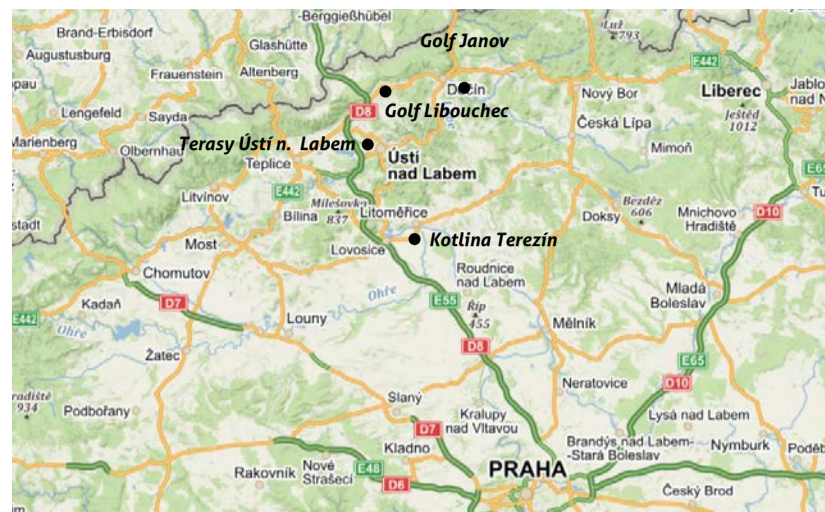 -Berggießhübel
Brand-Erbisdorf
Glashütte
Golf Janov
Luž
793
Augustusburg
Frauenstein
Altenberg
E442
Liberec
Golf Libouchec
Nový Bor
Ještěd
1012
D8
Lengefeld
Sayda
Česká Lípa
Marienberg
Olbernhau
Terasy Ústí n. Labem
Ústí
nad Labem
Mimoň
Teplice
E442
Litvínov
Milešovka
837
Bílina
Litoměřice
Doksy
Bezděz
606
Mnichovo
Hradiště
D10
Most
Lovosice
Kotlina Terezín
Chomutov
Roudnice
nad Labem
Mladá
Boleslav
Kadaň
D7
Ohře
E55
Říp
455
E442
Ohře
Louny
D8
Mělník
Žatec
E65
Neratovice
D10
934
Podbořany
Slaný
Kralupy
nad Vltavou
Lysá nad Labem
D7
Kladno
Brandýs nad Labem-
-Stará Boleslav
Nymburk
Rakovník
Nové
Strašecí
E48
D6
PRAHA
Český Brod